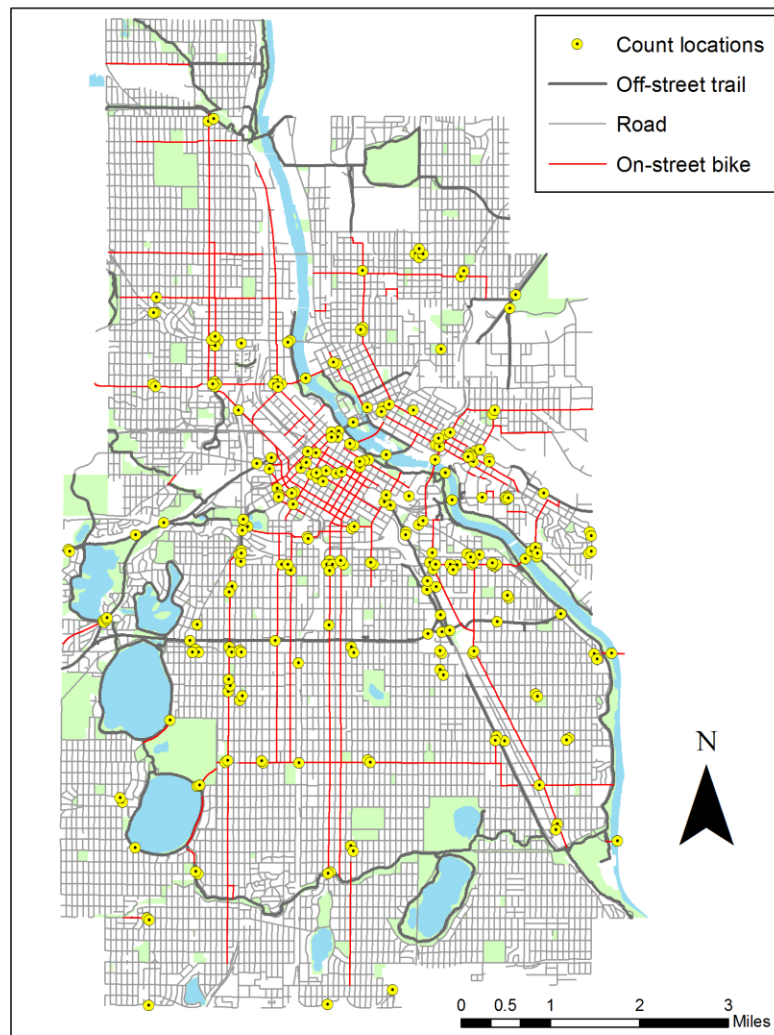 Count locations
Off-street trail
Road
On-street bike
N
0 0.5 1 2 3
Miles